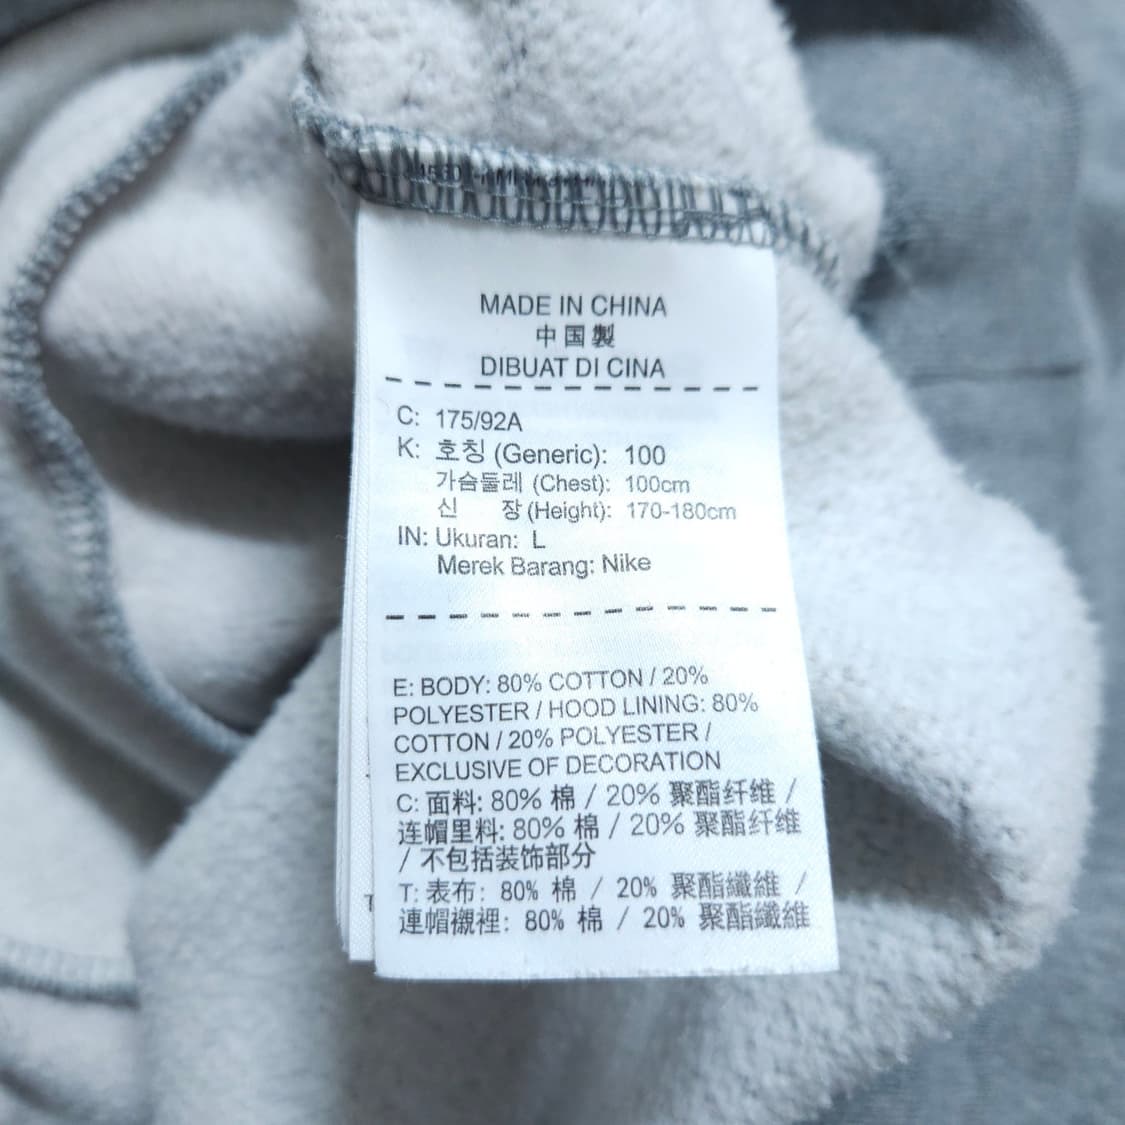 MADE IN CHINA
中国製
DIBUAT DI CINA
C: 175/92A
K: 호칭 (Generic): 100
가슴둘레 (Chest): 100cm
신 장 (Height): 170-180cm
IN: Ukuran: L
Merek Barang: Nike
E: BODY: 80% COTTON / 20%
POLYESTER / HOOD LINING: 80%
COTTON / 20% POLYESTER /
EXCLUSIVE OF DECORATION
C: 面料: 80% 棉 / 20% 聚酯纤维 /
连帽里料: 80% 棉 / 20% 聚酯纤维
/ 不包括装饰部分
T: 表布: 80% 棉 / 20% 聚酯纖維 /
連帽襯裡: 80% 棉 / 20% 聚酯纖維